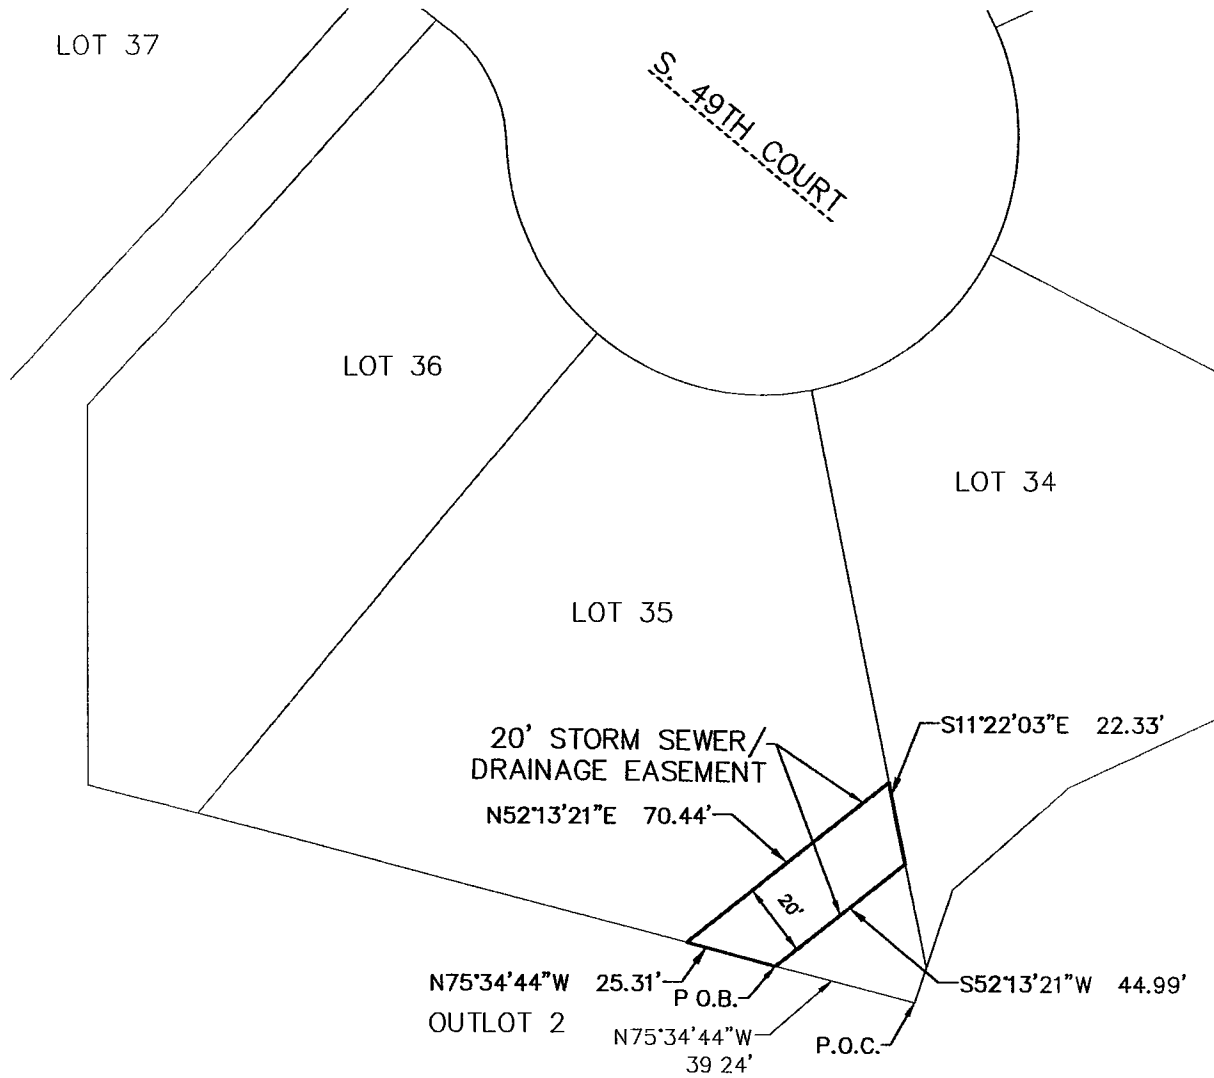 LOT 37
S. 49TH COURT
LOT 36
LOT 34
LOT 35
20' STORM SEWER/
DRAINAGE EASEMENT
S11°22'03"E 22.33'
N52°13'21"E 70.44'
20'
N75°34'44"W 25.31'
P O.B.
S52°13'21"W 44.99'
OUTLOT 2
N75°34'44"W
39 24'
P.O.C.